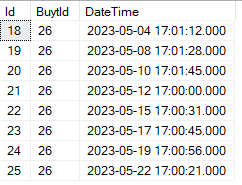 Id BuytId DateTime
18 26 2023-05-04 17:01:12.000
19 26 2023-05-08 17:01:28.000
20 26 2023-05-10 17:01:45.000
21 26 2023-05-12 17:00:00.000
22 26 2023-05-15 17:00:31.000
23 26 2023-05-17 17:00:45.000
24 26 2023-05-19 17:00:56.000
25 26 2023-05-22 17:00:21.000